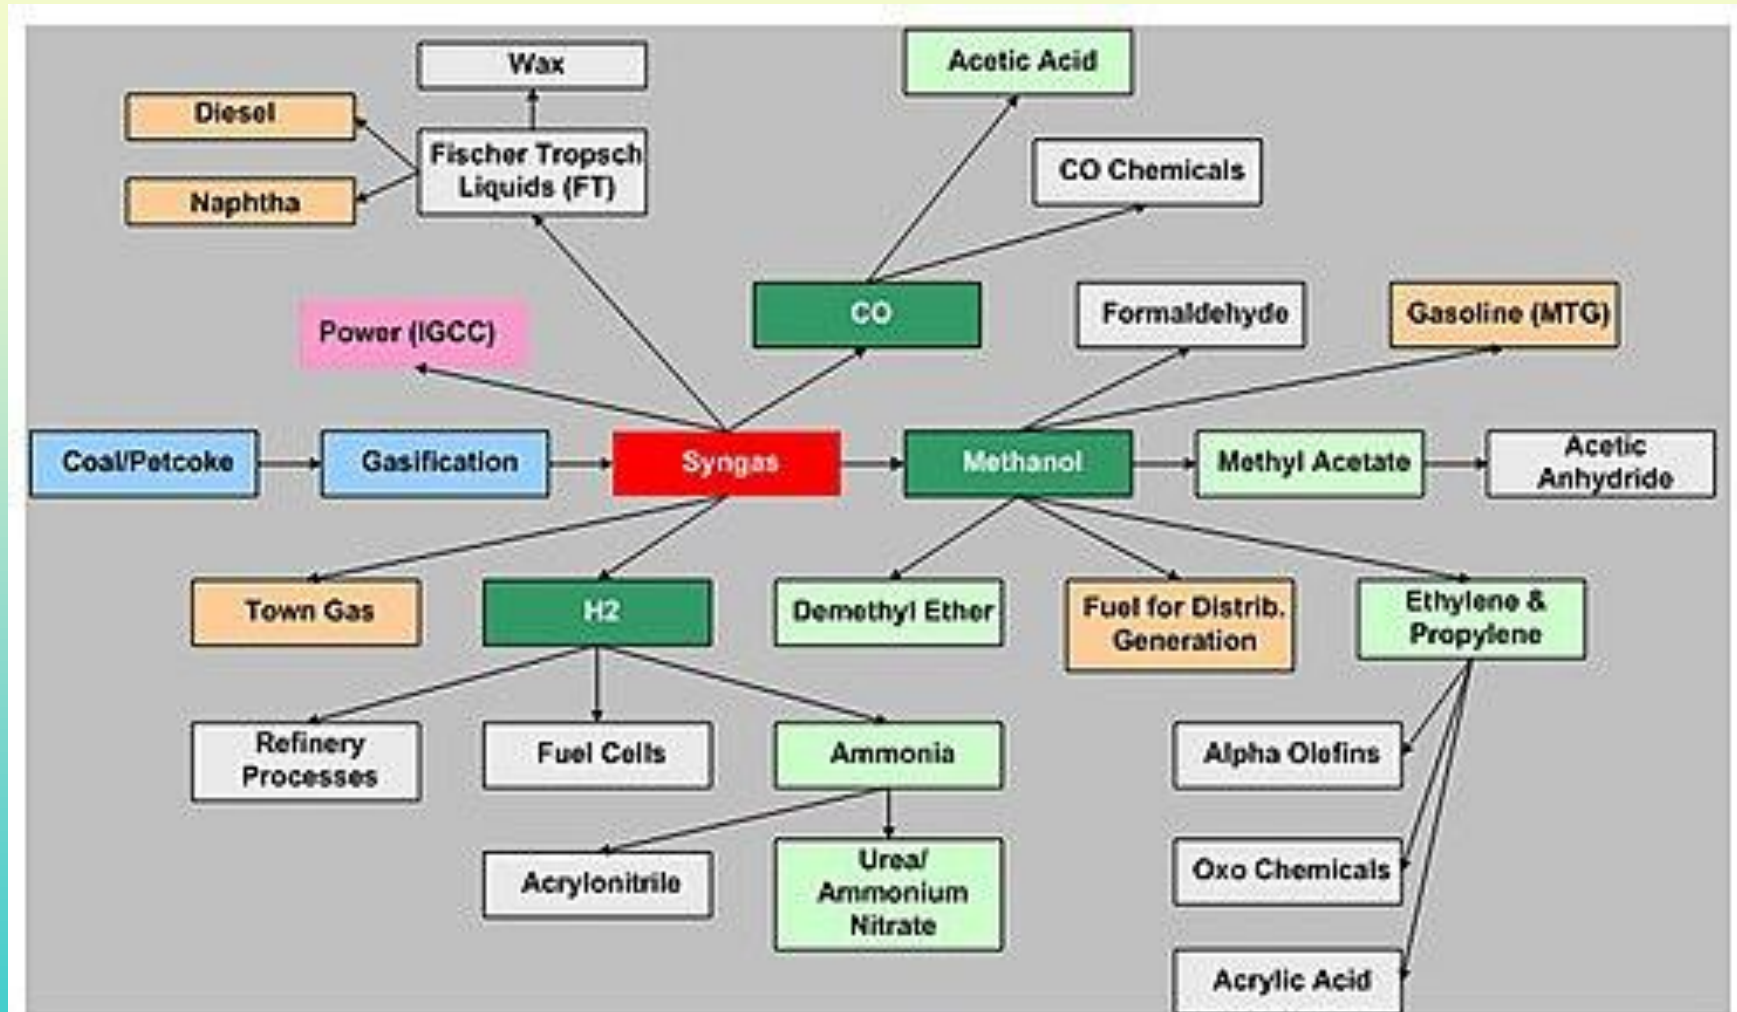 Wax
Acetic Acid
Diesel
Fischer Tropsch
Liquids (FT)
CO Chemicals
Naphtha
Power (IGCC)
CO
Formaldehyde
Gasoline (MTG)
Coal/Petcoke
Gasification
Syngas
Methanol
Methyl Acetate
Acetic
Anhydride
Town Gas
H2
Demethyl Ether
Fuel for Distrib.
Generation
Ethylene &
Propylene
Refinery
Processes
Fuel Cells
Ammonia
Alpha Olefins
Acrylonitrile
Urea/
Ammonium
Nitrate
Oxo Chemicals
Acrylic Acid